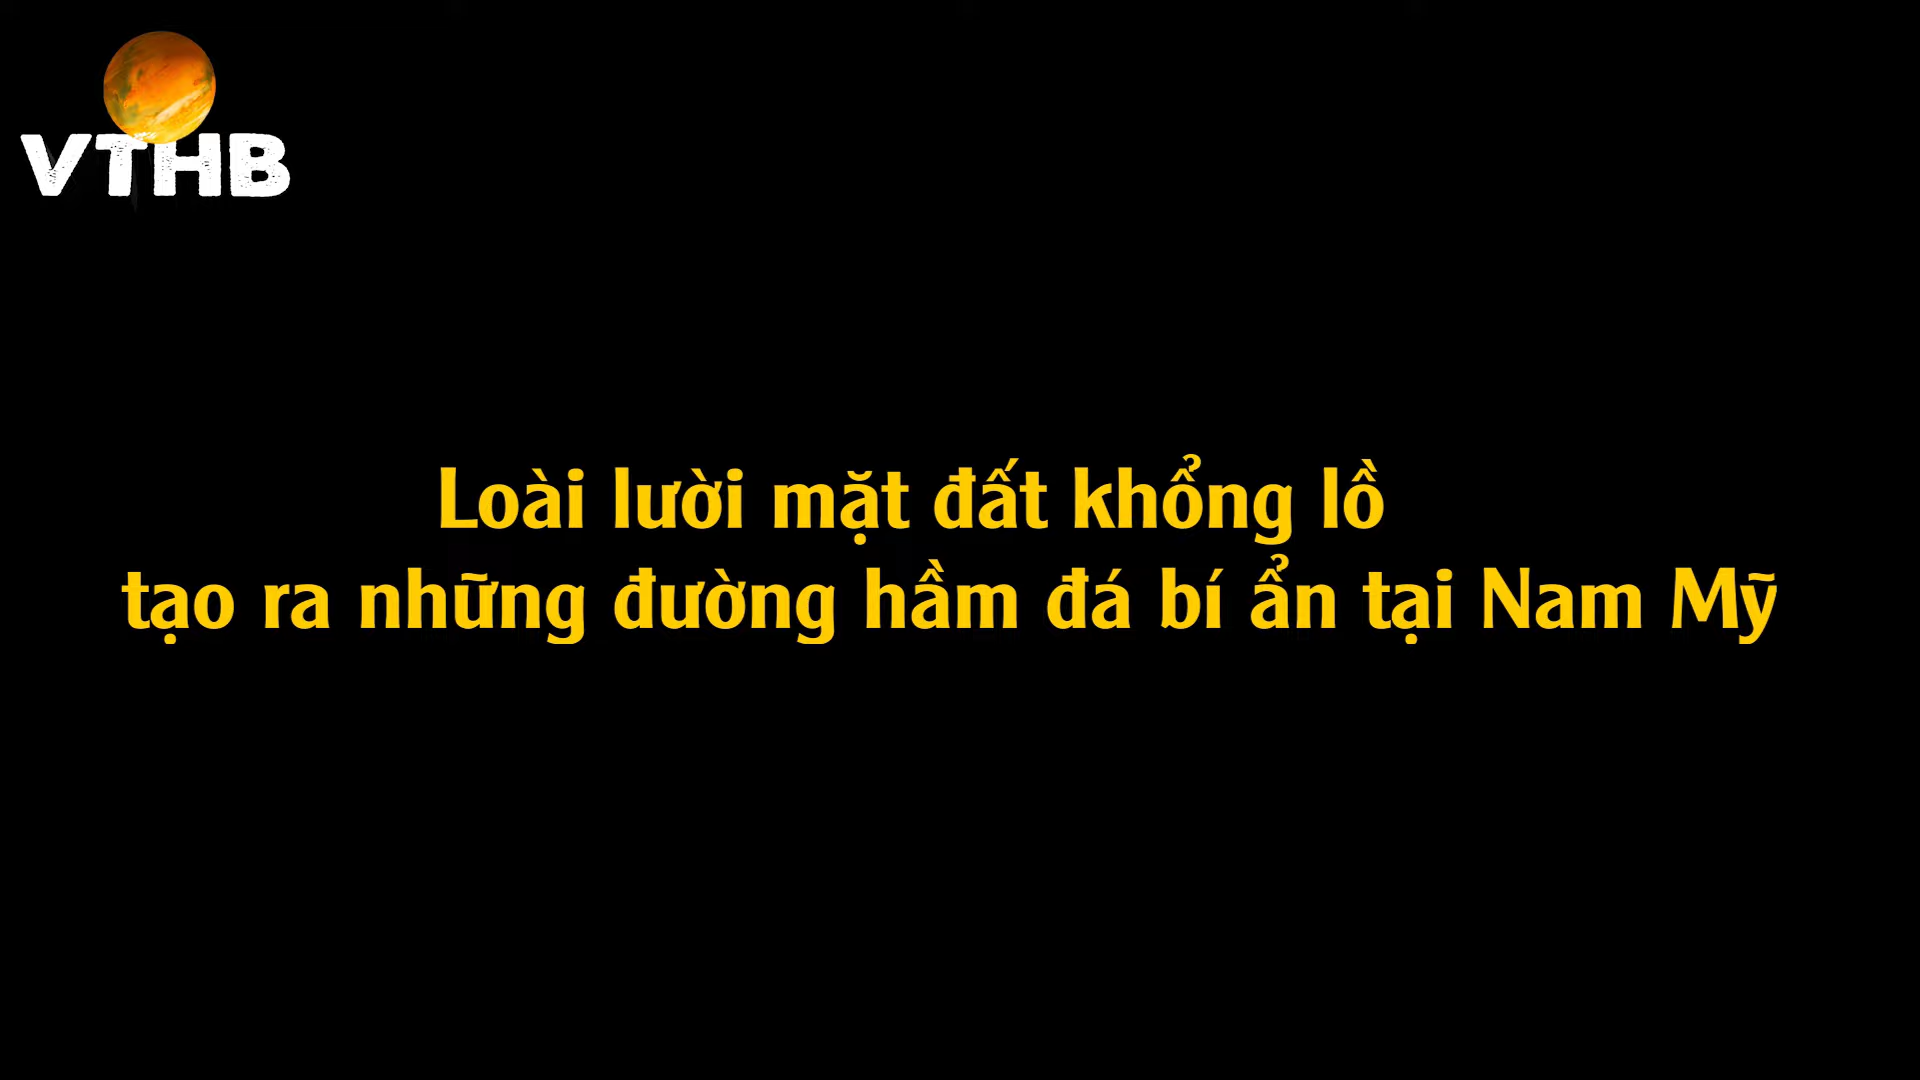 VTHB
Loài lười mặt đất khổng lồ
tạo ra những đường hầm đá bí ẩn tại Nam Mỹ